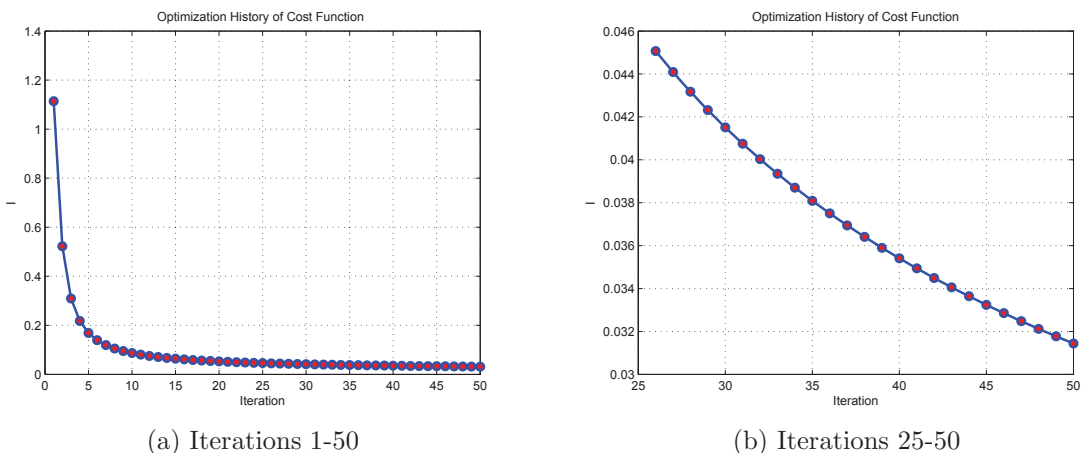 Optimization History of Cost Function
1.4
1.2
1
0.8
0.6
0.4
0.2
0
I
0 5 10 15 20 25 30 35 40 45 50
Iteration
(a) Iterations 1-50
Optimization History of Cost Function
0.046
0.044
0.042
0.04
0.038
0.036
0.034
0.032
0.03
I
25 30 35 40 45 50
Iteration
(b) Iterations 25-50